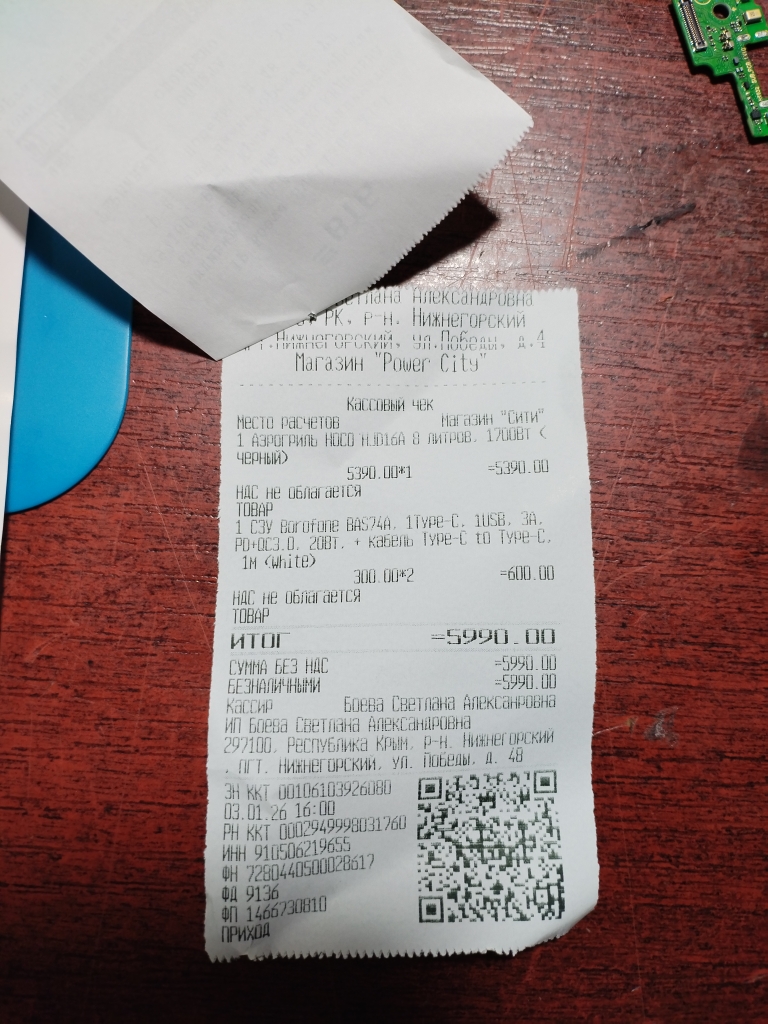 Светлана Александровна
РК, р-н. Нижнегорский
пгт.Нижнегорский, ул.Победы, д.4
Магазин "Power City"
Кассовый чек
Место расчетов Магазин "Сити"
1 Аэрогриль HOCO HJD16A 8 литров, 1700Вт (
черный)
5390.00*1 =5390.00
НДС не облагается
ТОВАР
1 СЗУ Borofone BAS74A, 1Type-C, 1USB, 3A,
PD+QC3.0, 20Вт, + кабель Type-C to Type-C,
1м (white)
300.00*2 =600.00
НДС не облагается
ТОВАР
ИТОГ =5990.00
СУММА БЕЗ НДС =5990.00
БЕЗНАЛИЧНЫМИ =5990.00
Кассир Боева Светлана Алексанровна
ИП Боева Светлана Александровна
297100, Республика Крым, р-н. Нижнегорский
, пгт. Нижнегорский, ул. Победы, д. 48
ЗН ККТ 00106103926080
03.01.26 16:00
РН ККТ 0002949998031760
ИНН 910506219655
ФН 7280440500028617
ФД 9136
ФП 1466730810
ПРИХОД